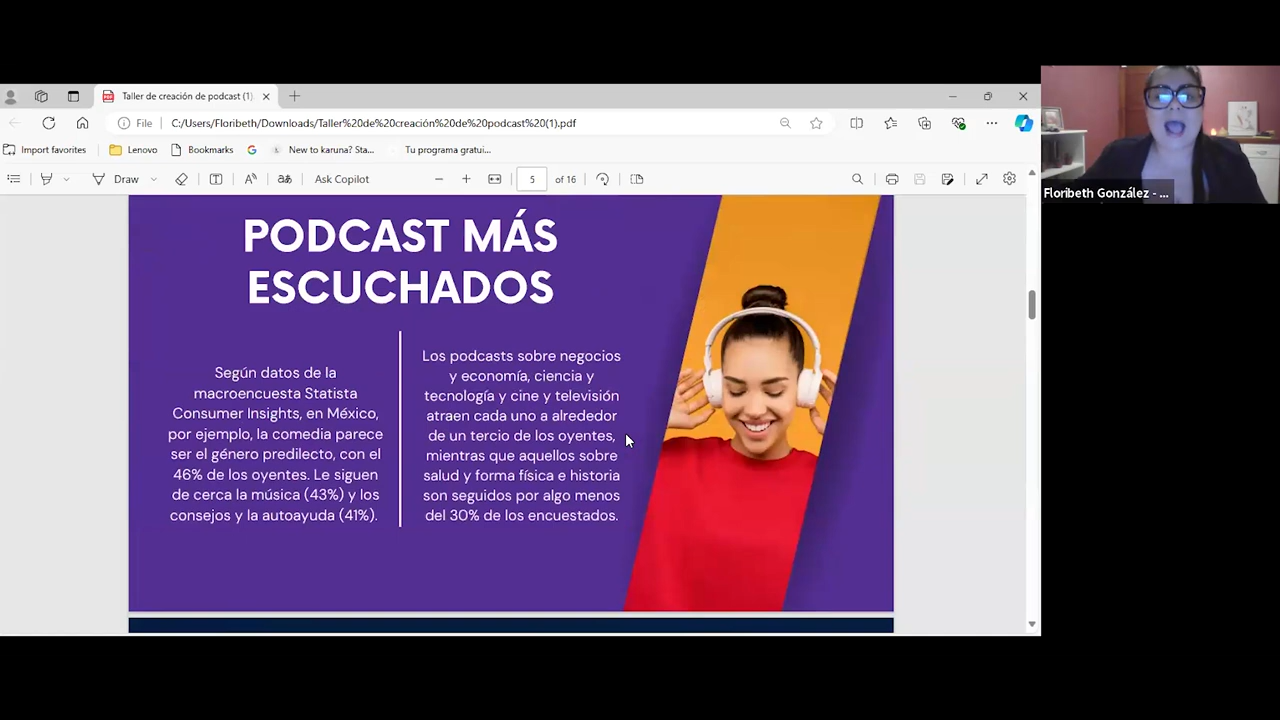 Taller de creación de podcast (1).
File
C:/Users/Floribeth/Downloads/Taller%20de%20creación%20de%20podcast%20(1).pdf
Import favorites
Lenovo
Bookmarks
New to karuna? Sta...
Tu programa gratui...
Draw
Ask Copilot
5
of 16
PODCAST MÁS
ESCUCHADOS
Según datos de la
macroencuesta Statista
Consumer Insights, en México,
por ejemplo, la comedia parece
ser el género predilecto, con el
46% de los oyentes. Le siguen
de cerca la música (43%) y los
consejos y la autoayuda (41%).
Los podcasts sobre negocios
y economía, ciencia y
tecnología y cine y televisión
atraen cada uno a alrededor
de un tercio de los oyentes,
mientras que aquellos sobre
salud y forma física e historia
son seguidos por algo menos
del 30% de los encuestados.
Floribeth González - ...